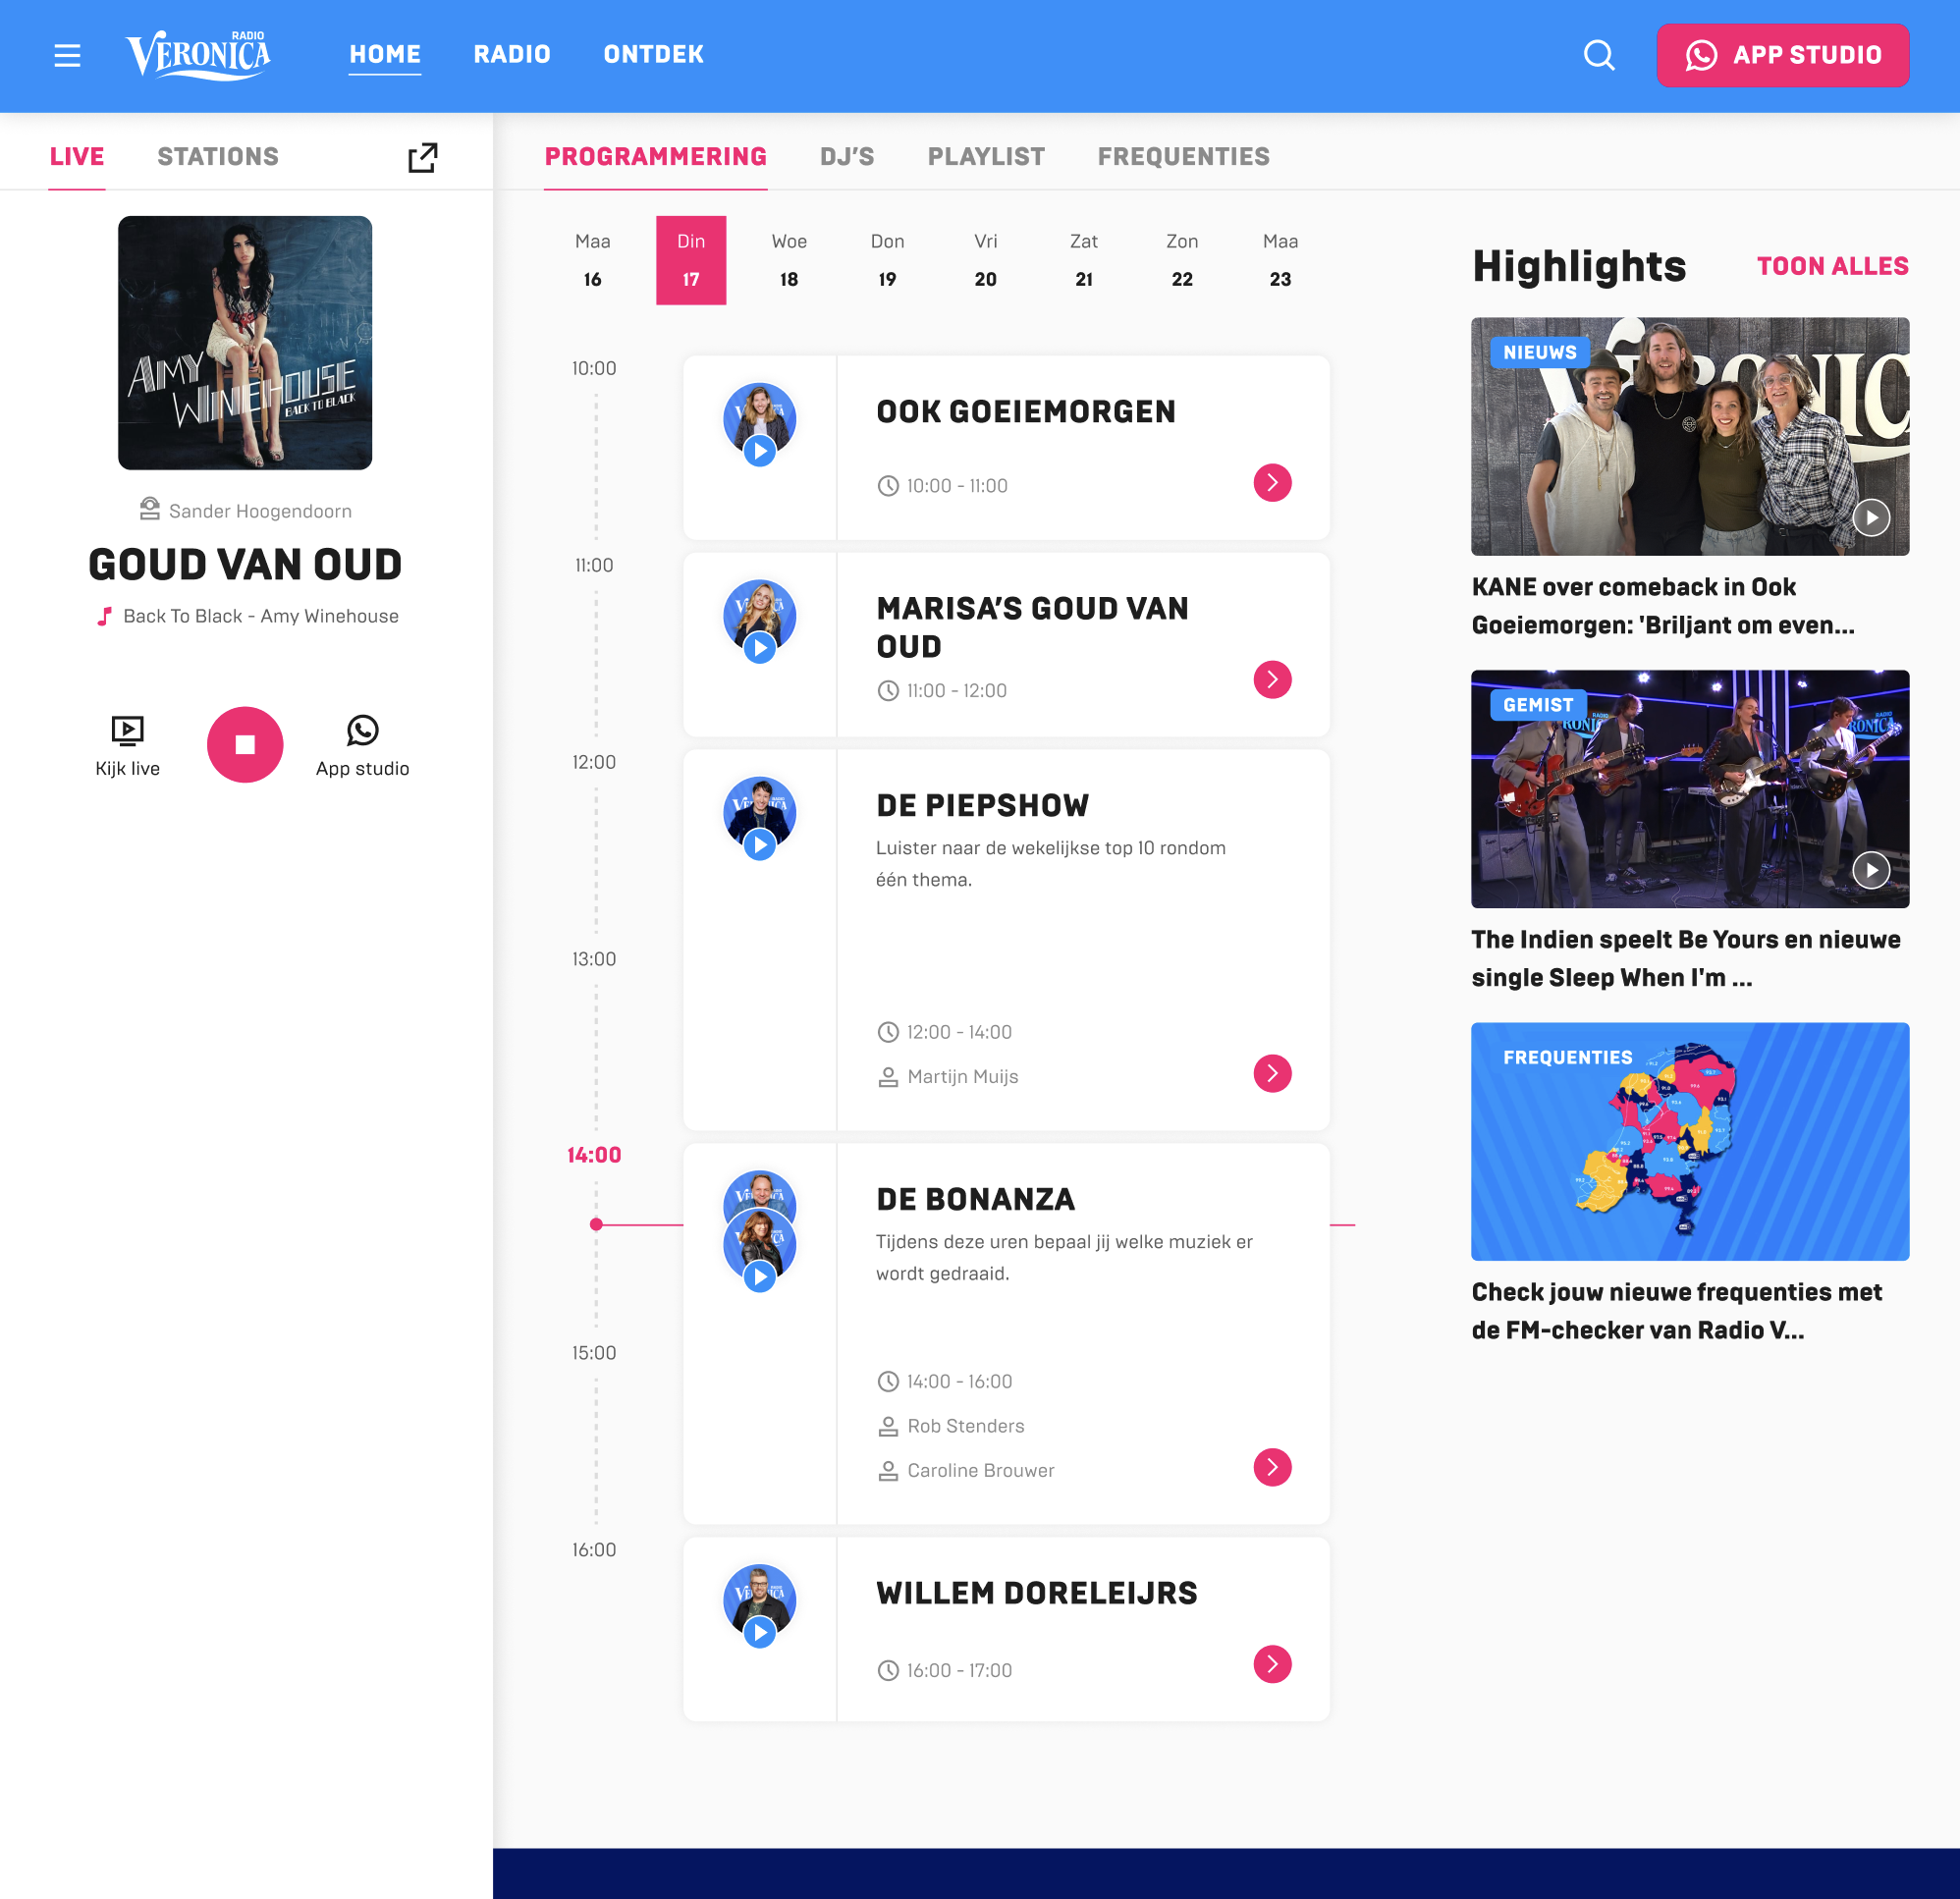 RADIO
VERONICA
HOME
RADIO
ONTDEK
APP STUDIO
LIVE
STATIONS
AMY
WINEHOUSE
BACK TO BLACK
Sander Hoogendoorn
GOUD VAN OUD
Back To Black - Amy Winehouse
Kijk live
App studio
PROGRAMMERING
DJ'S
PLAYLIST
FREQUENTIES
Maa
16
Din
17
Woe
18
Don
19
Vri
20
Zat
21
Zon
22
Maa
23
10:00
OOK GOEIEMORGEN
10:00 - 11:00
11:00
MARISA'S GOUD VAN
OUD
11:00 - 12:00
12:00
DE PIEPSHOW
Luister naar de wekelijkse top 10 rondom
één thema.
13:00
12:00 - 14:00
Martijn Muijs
14:00
DE BONANZA
Tijdens deze uren bepaal jij welke muziek er
wordt gedraaid.
15:00
14:00 - 16:00
Rob Stenders
Caroline Brouwer
16:00
WILLEM DORELEIJRS
16:00 - 17:00
Highlights
TOON ALLES
NIEUWS
KANE over comeback in Ook
Goeiemorgen: 'Briljant om even...
GEMIST
The Indien speelt Be Yours en nieuwe
single Sleep When I'm ...
FREQUENTIES
Check jouw nieuwe frequenties met
de FM-checker van Radio V...